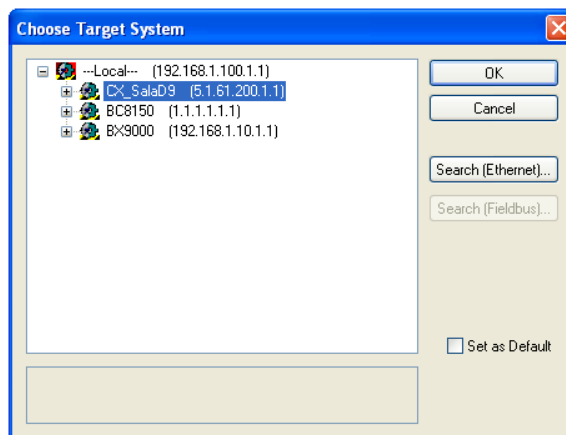 Choose Target System
---Local--- (192.168.1.100.1.1)
CX_SalaD9 (5.1.61.200.1.1)
BC8150 (1.1.1.1.1.1)
BX9000 (192.168.1.10.1.1)
OK
Cancel
Search (Ethernet)...
Search (Fieldbus)...
Set as Default